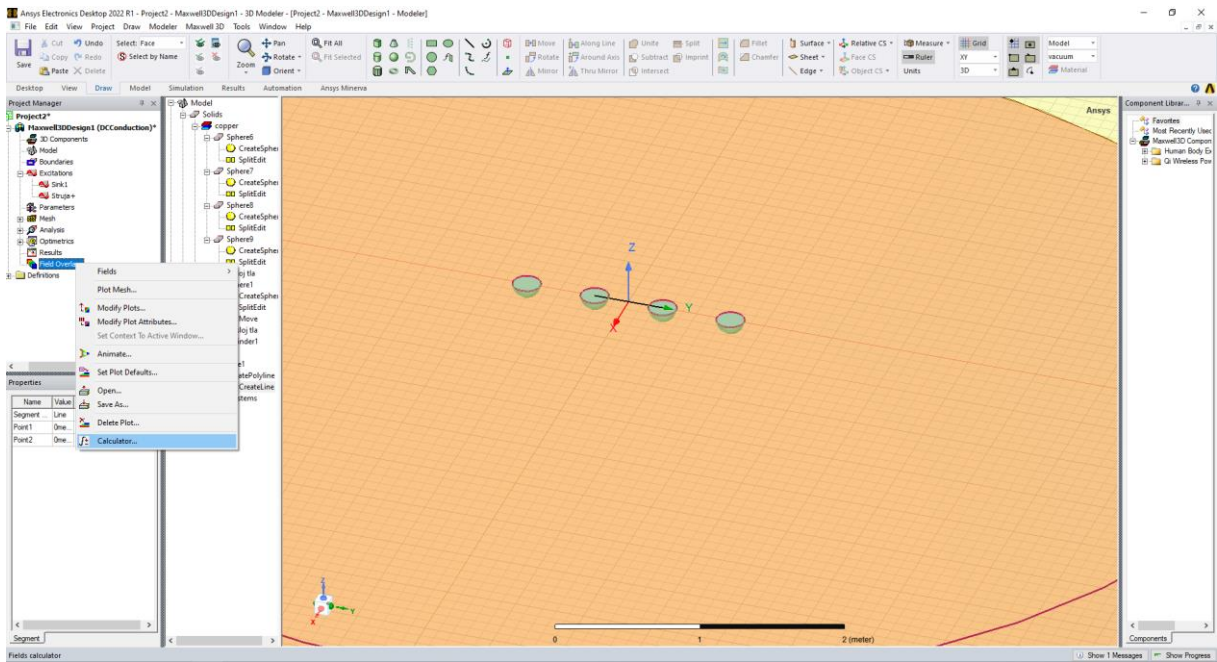 Ansys Electronics Desktop 2022 R1 - Project2 - Maxwell3DDesign1 - 3D Modeler - [Project2 - Maxwell3DDesign1 - Modeler]
File Edit View Project Draw Modeler Maxwell 3D Tools Window Help
Save
Cut Undo
Copy Redo
Paste Delete
Select: Face
Select by Name
Zoom
Pan
Rotate
Orient
Fit All
Fit Selected
Move Along Line Unite Split Fillet
Rotate Around Axis Subtract Imprint Chamfer
Mirror Thru Mirror Intersect
Surface Relative CS Measure Grid
Sheet Face CS Ruler XY
Edge Object CS Units 3D
Model
vacuum
Material
Desktop View Draw Model Simulation Results Automation Ansys Minerva
Project Manager
Project2*
Maxwell3DDesign1 (DCConduction)*
3D Components
Model
Boundaries
Excitations
Sink1
Struja+
Parameters
Mesh
Analysis
Optimetrics
Results
Field Overla
Definitions
Fields
Plot Mesh...
Modify Plots...
Modify Plot Attributes...
Set Context To Active Window...
Animate...
Set Plot Defaults...
Open...
Save As...
Delete Plot...
Calculator...
Properties
Name Value
Segment ... Line
Point1 0me...
Point2 0me...
Segment
Model
Solids
copper
Sphere6
CreateSpher
SplitEdit
Sphere7
CreateSpher
SplitEdit
Sphere8
CreateSpher
SplitEdit
Sphere9
CreateSpher
SplitEdit
oj tla
ere1
CreateSpher
SplitEdit
Move
loj tla
nder1
e1
atePolyline
CreateLine
stems
Ansys
Z
Y
X
Z
Y
X
0 1 2 (meter)
Component Librar...
Favorites
Most Recently Used
Maxwell3D Compon
Human Body Ex
Qi Wireless Pow
Components
Fields calculator
Show 1 Messages Show Progress